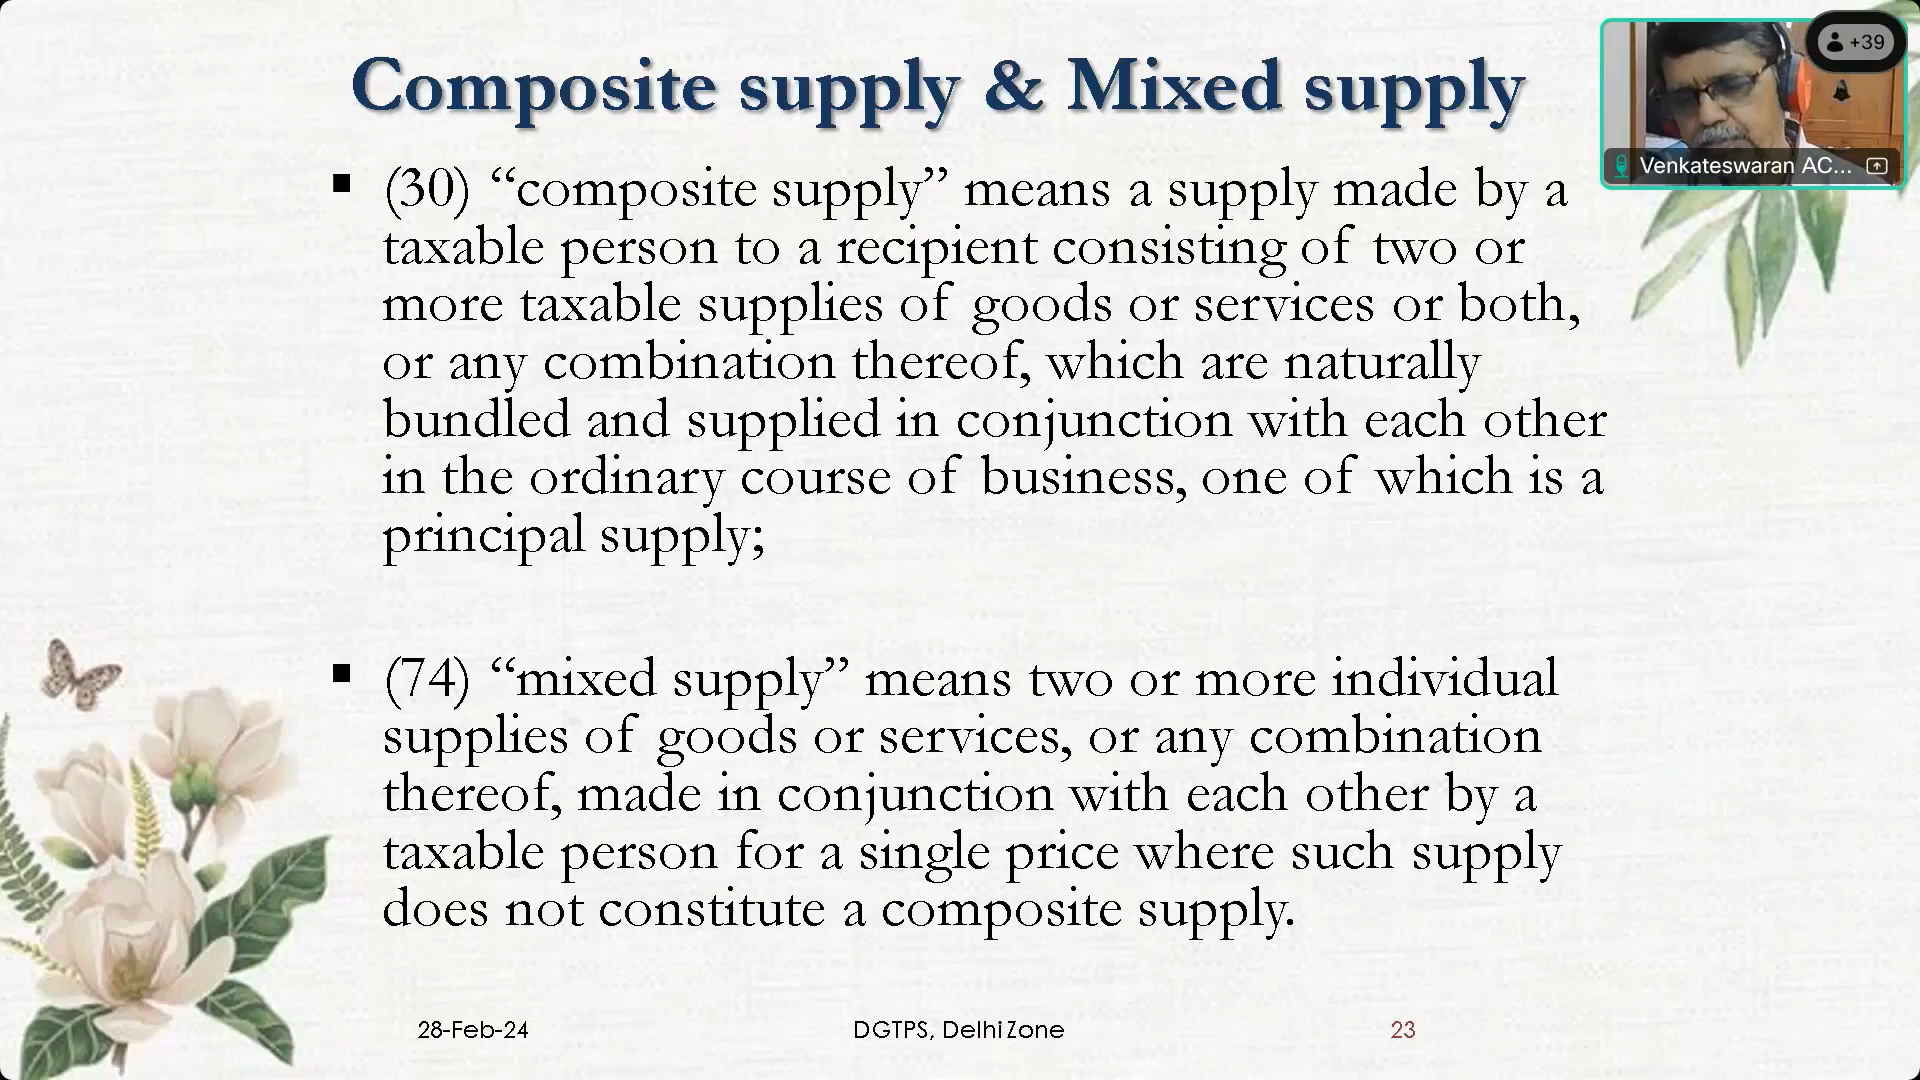 Composite supply & Mixed supply
+39
Venkateswaran AC...
(30) “composite supply” means a supply made by a
taxable person to a recipient consisting of two or
more taxable supplies of goods or services or both,
or any combination thereof, which are naturally
bundled and supplied in conjunction with each other
in the ordinary course of business, one of which is a
principal supply;
(74) “mixed supply” means two or more individual
supplies of goods or services, or any combination
thereof, made in conjunction with each other by a
taxable person for a single price where such supply
does not constitute a composite supply.
28-Feb-24
DGTPS, Delhi Zone
23